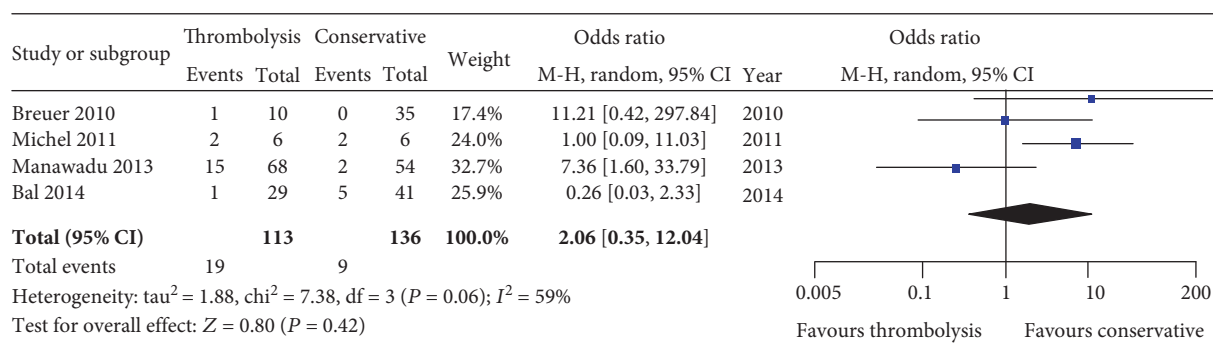 Study or subgroup Thrombolysis Conservative Weight Odds ratio Odds ratio
Events Total Events Total M-H, random, 95% CI Year M-H, random, 95% CI
Breuer 2010 1 10 0 35 17.4% 11.21 [0.42, 297.84] 2010
Michel 2011 2 6 2 6 24.0% 1.00 [0.09, 11.03] 2011
Manawadu 2013 15 68 2 54 32.7% 7.36 [1.60, 33.79] 2013
Bal 2014 1 29 5 41 25.9% 0.26 [0.03, 2.33] 2014
Total (95% CI) 113 136 100.0% 2.06 [0.35, 12.04]
Total events 19 9
Heterogeneity: tau² = 1.88, chi² = 7.38, df = 3 (P = 0.06); I² = 59%
Test for overall effect: Z = 0.80 (P = 0.42)
0.005 0.1 1 10 200
Favours thrombolysis Favours conservative